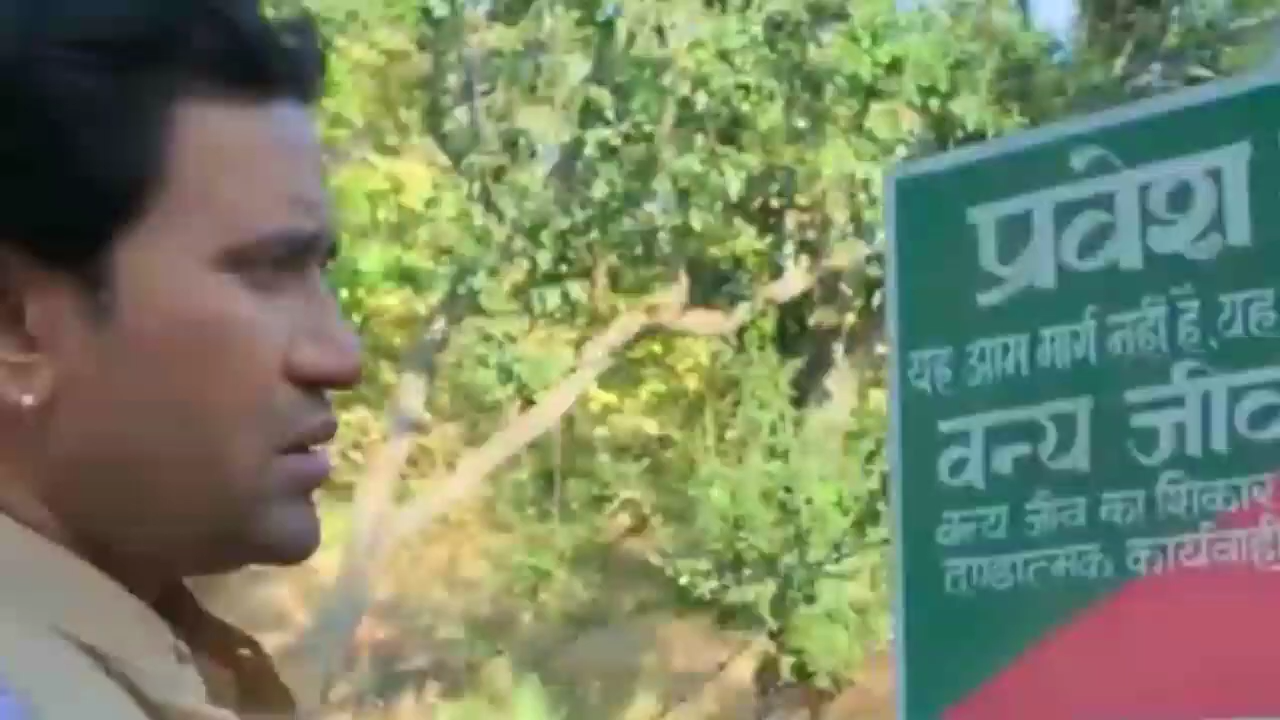 प्रवेश
यह आम मार्ग नहीं है, यह
वन्य जीव
वन्य जीव का शिकार
दण्डात्मक कार्यवाही